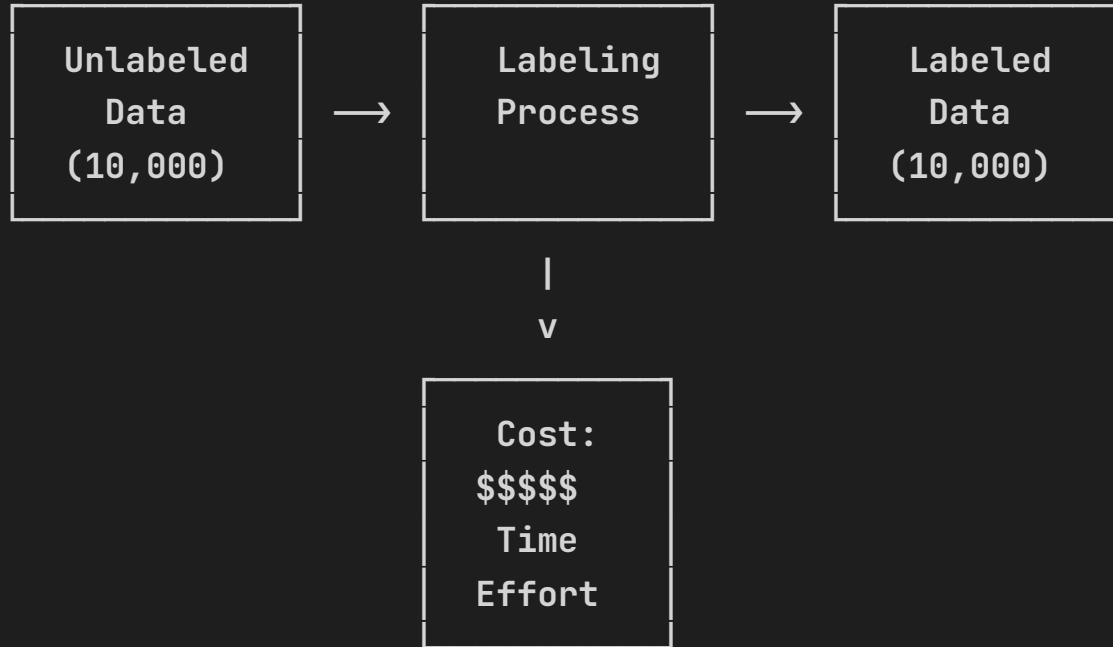 Unlabeled Labeling Labeled
Data → Process → Data
(10,000) (10,000)
|
v
Cost:
$$$$$
Time
Effort